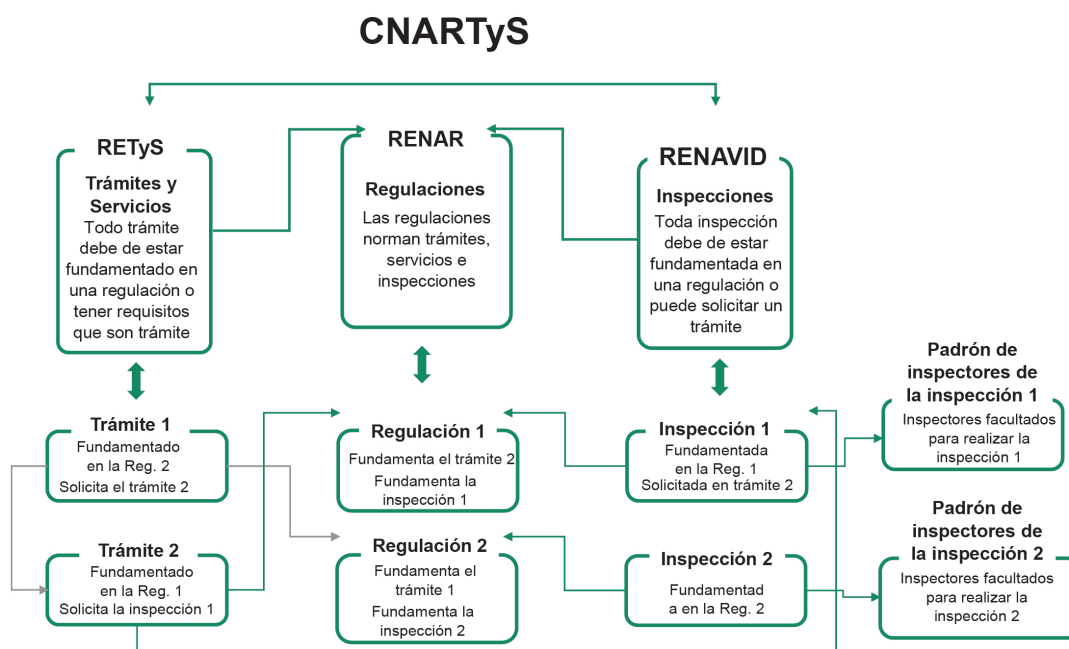 CNARTyS
RETyS
Trámites y
Servicios
Todo trámite
debe de estar
fundamentado en
una regulación o
tener requisitos
que son trámite
RENAR
Regulaciones
Las regulaciones
norman trámites,
servicios e
inspecciones
RENAVID
Inspecciones
Toda inspección
debe de estar
fundamentada en
una regulación o
puede solicitar un
trámite
Trámite 1
Fundamentado
en la Reg. 2
Solicita el trámite 2
Regulación 1
Fundamenta el trámite 2
Fundamenta la
inspección 1
Inspección 1
Fundamentada
en la Reg. 1
Solicitada en trámite 2
Padrón de
inspectores de
la inspección 1
Inspectores facultados
para realizar la
inspección 1
Trámite 2
Fundamentado
en la Reg. 1
Solicita la inspección 1
Regulación 2
Fundamenta el
trámite 1
Fundamenta la
inspección 2
Inspección 2
Fundamentad
a en la Reg. 2
Padrón de
inspectores de
la inspección 2
Inspectores facultados
para realizar la
inspección 2